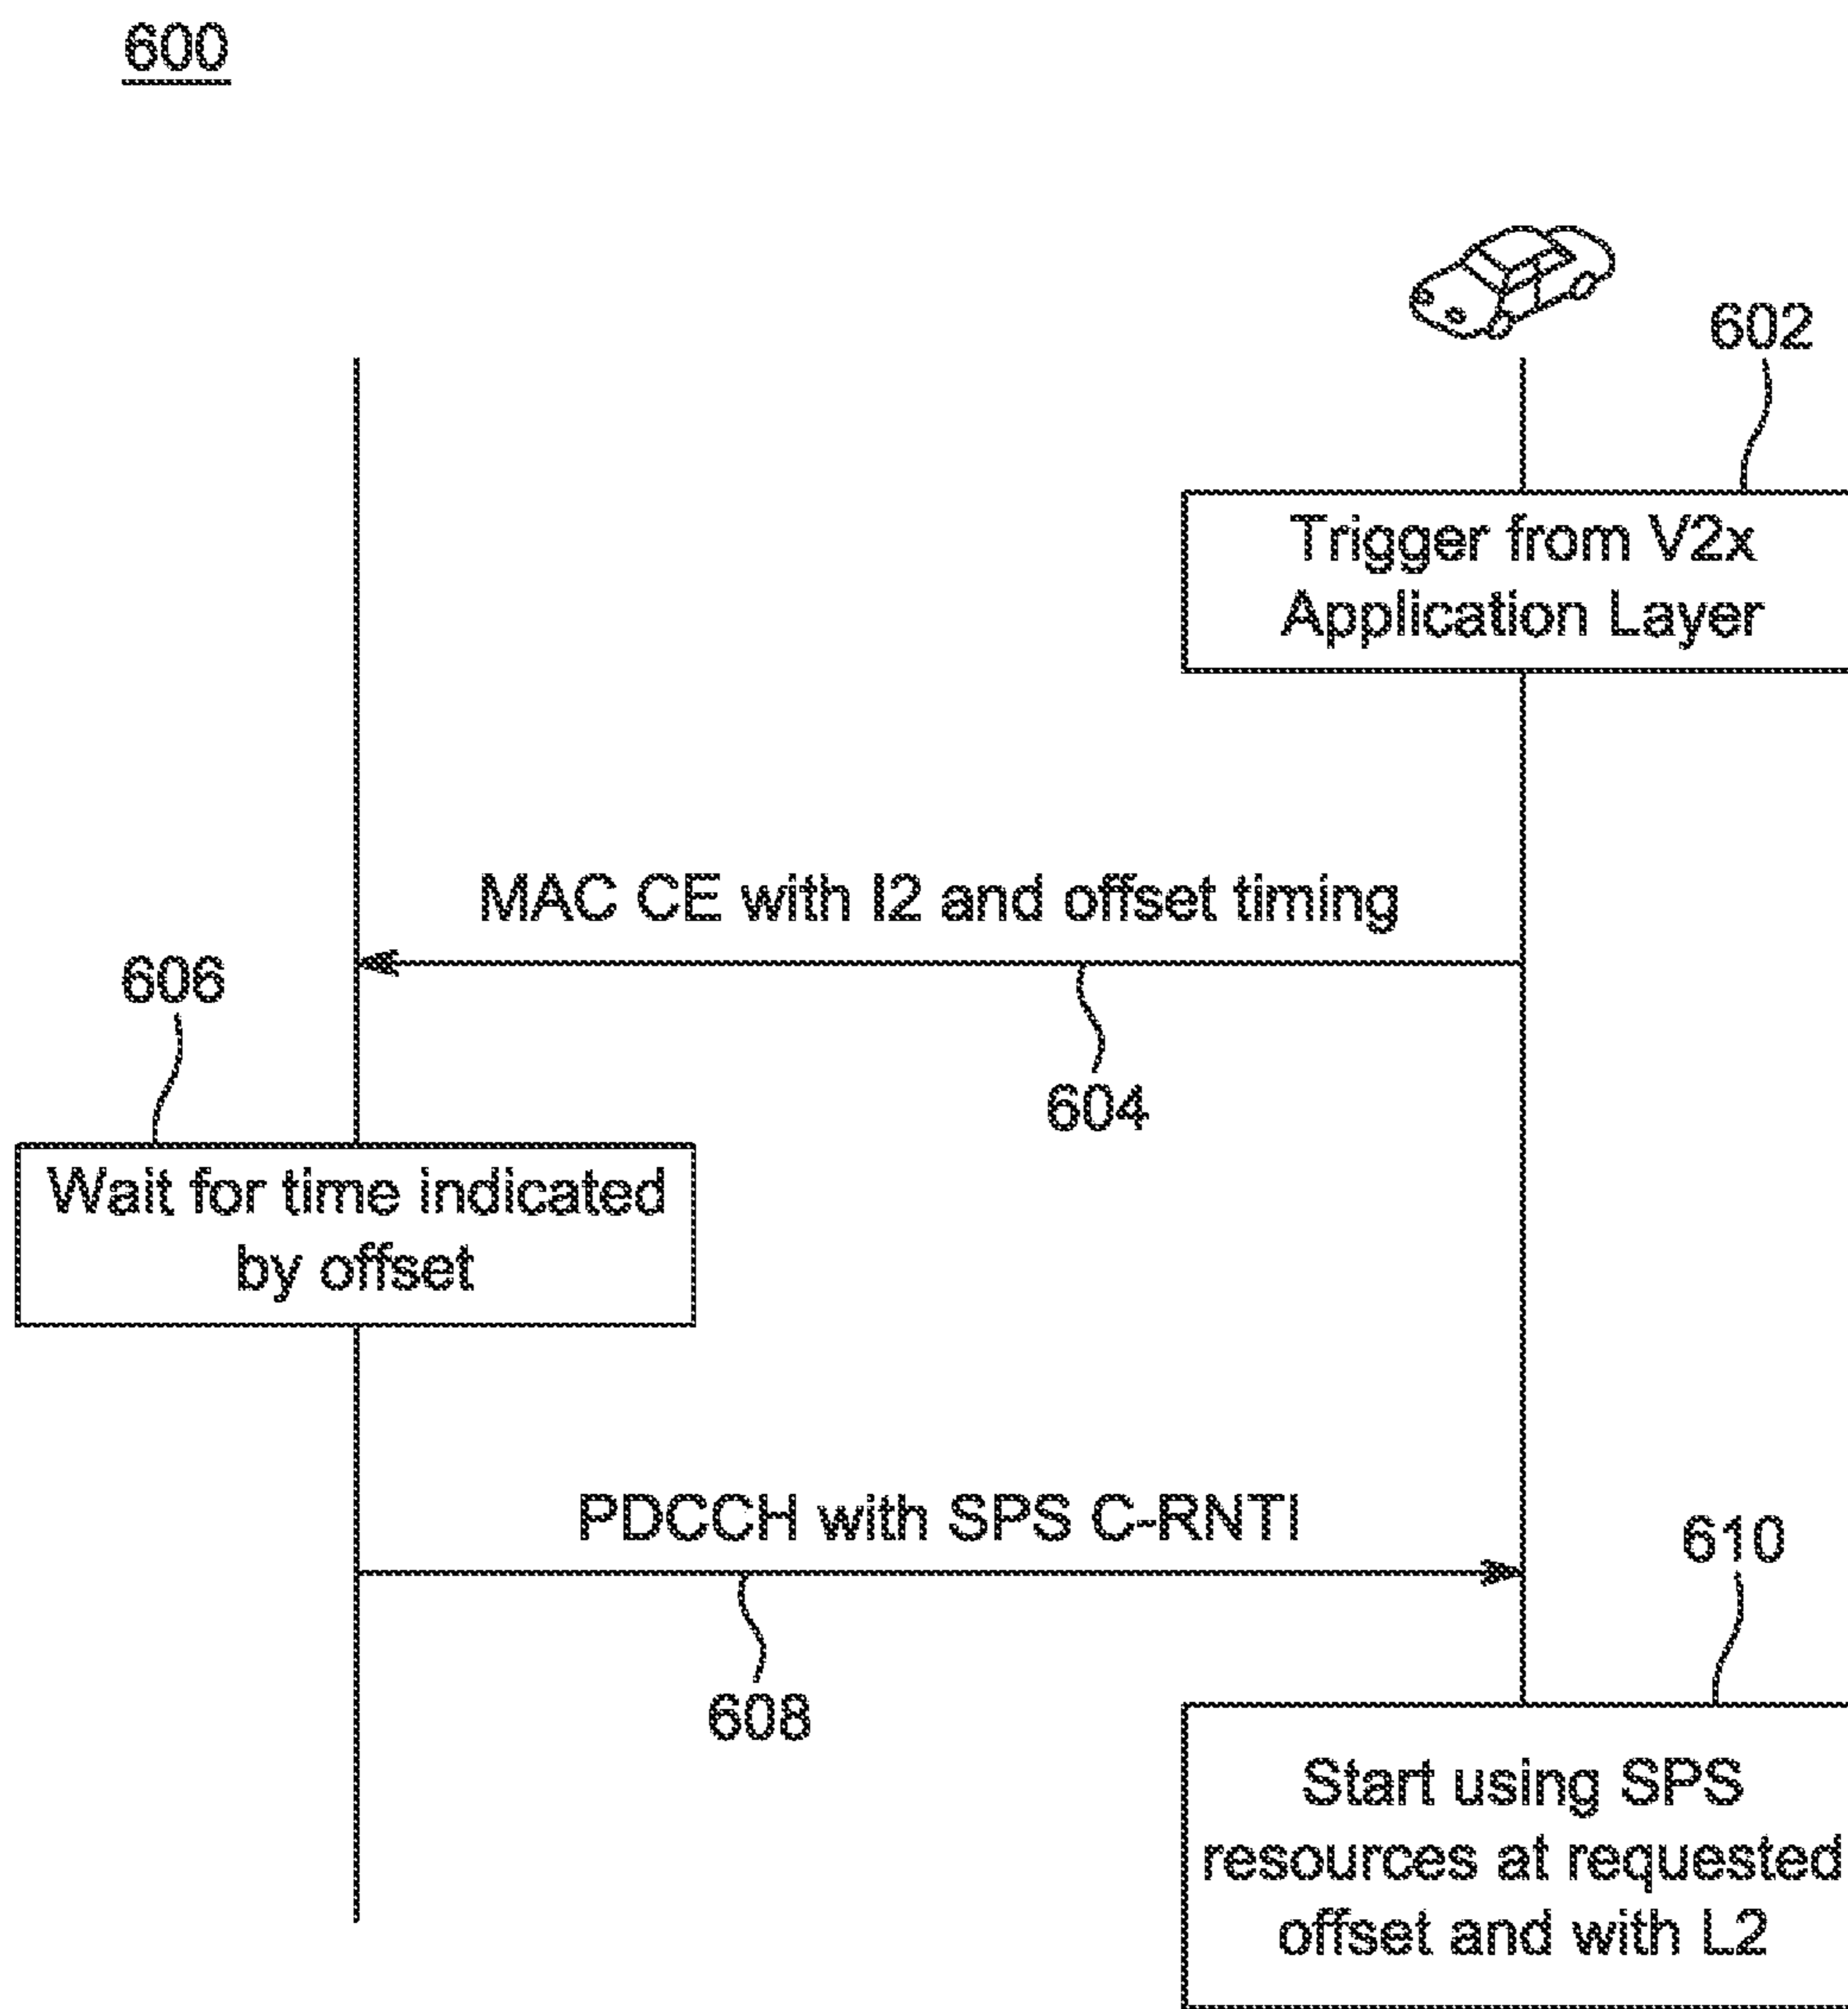 600
602
Trigger from V2x
Application Layer
MAC CE with I2 and offset timing
604
606
Wait for time indicated
by offset
PDCCH with SPS C-RNTI
608
610
Start using SPS
resources at requested
offset and with L2